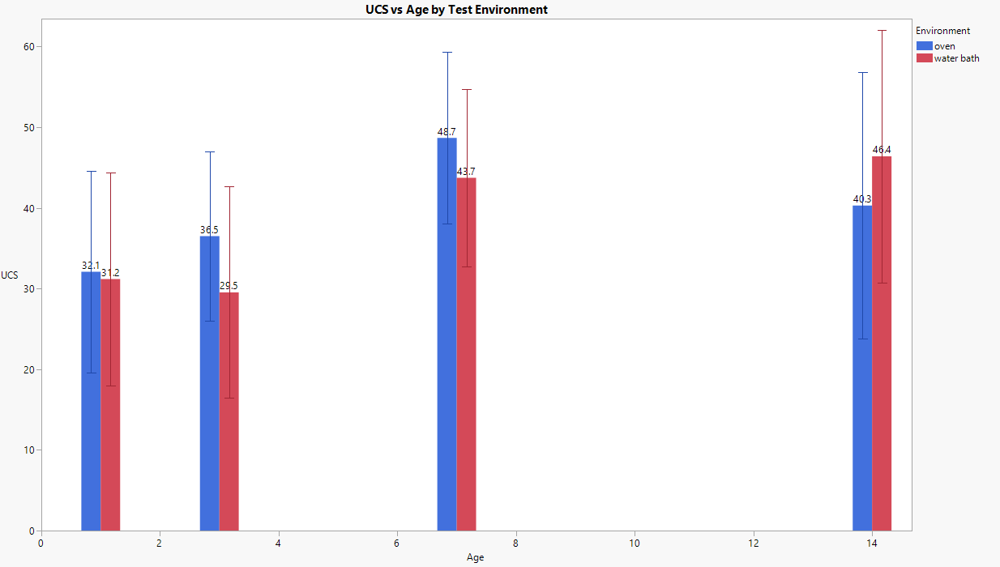 UCS vs Age by Test Environment
Environment
oven
water bath
60
50
40
30
20
10
0
UCS
32.1
31.2
36.5
29.5
48.7
43.7
40.3
46.4
0 2 4 6 8 10 12 14
Age